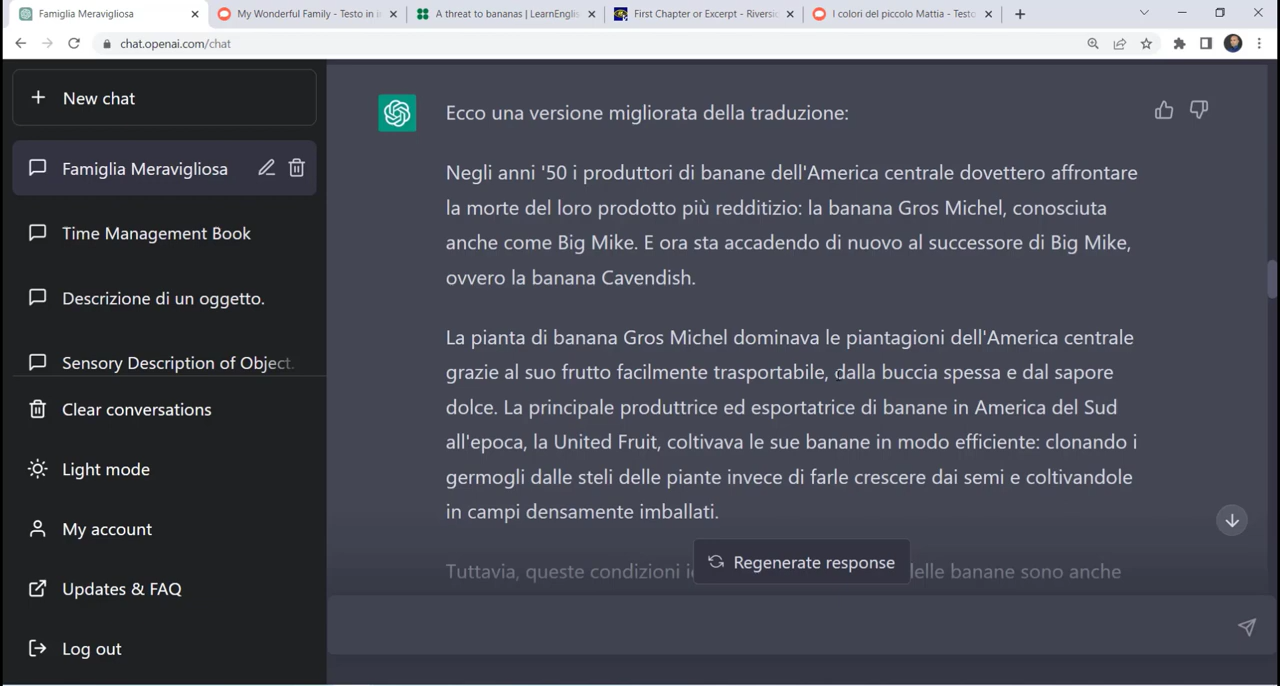 Famiglia Meravigliosa
My Wonderful Family - Testo in i
A threat to bananas | LearnEnglis
First Chapter or Excerpt - Riversi
I colori del piccolo Mattia - Testo
chat.openai.com/chat
New chat
Famiglia Meravigliosa
Time Management Book
Descrizione di un oggetto.
Sensory Description of Object.
Clear conversations
Light mode
My account
Updates & FAQ
Log out
Ecco una versione migliorata della traduzione:
Negli anni '50 i produttori di banane dell'America centrale dovettero affrontare
la morte del loro prodotto più redditizio: la banana Gros Michel, conosciuta
anche come Big Mike. E ora sta accadendo di nuovo al successore di Big Mike,
ovvero la banana Cavendish.
La pianta di banana Gros Michel dominava le piantagioni dell'America centrale
grazie al suo frutto facilmente trasportabile, dalla buccia spessa e dal sapore
dolce. La principale produttrice ed esportatrice di banane in America del Sud
all'epoca, la United Fruit, coltivava le sue banane in modo efficiente: clonando i
germogli dalle steli delle piante invece di farle crescere dai semi e coltivandole
in campi densamente imballati.
Tuttavia, queste condizioni delle banane sono anche
Regenerate response